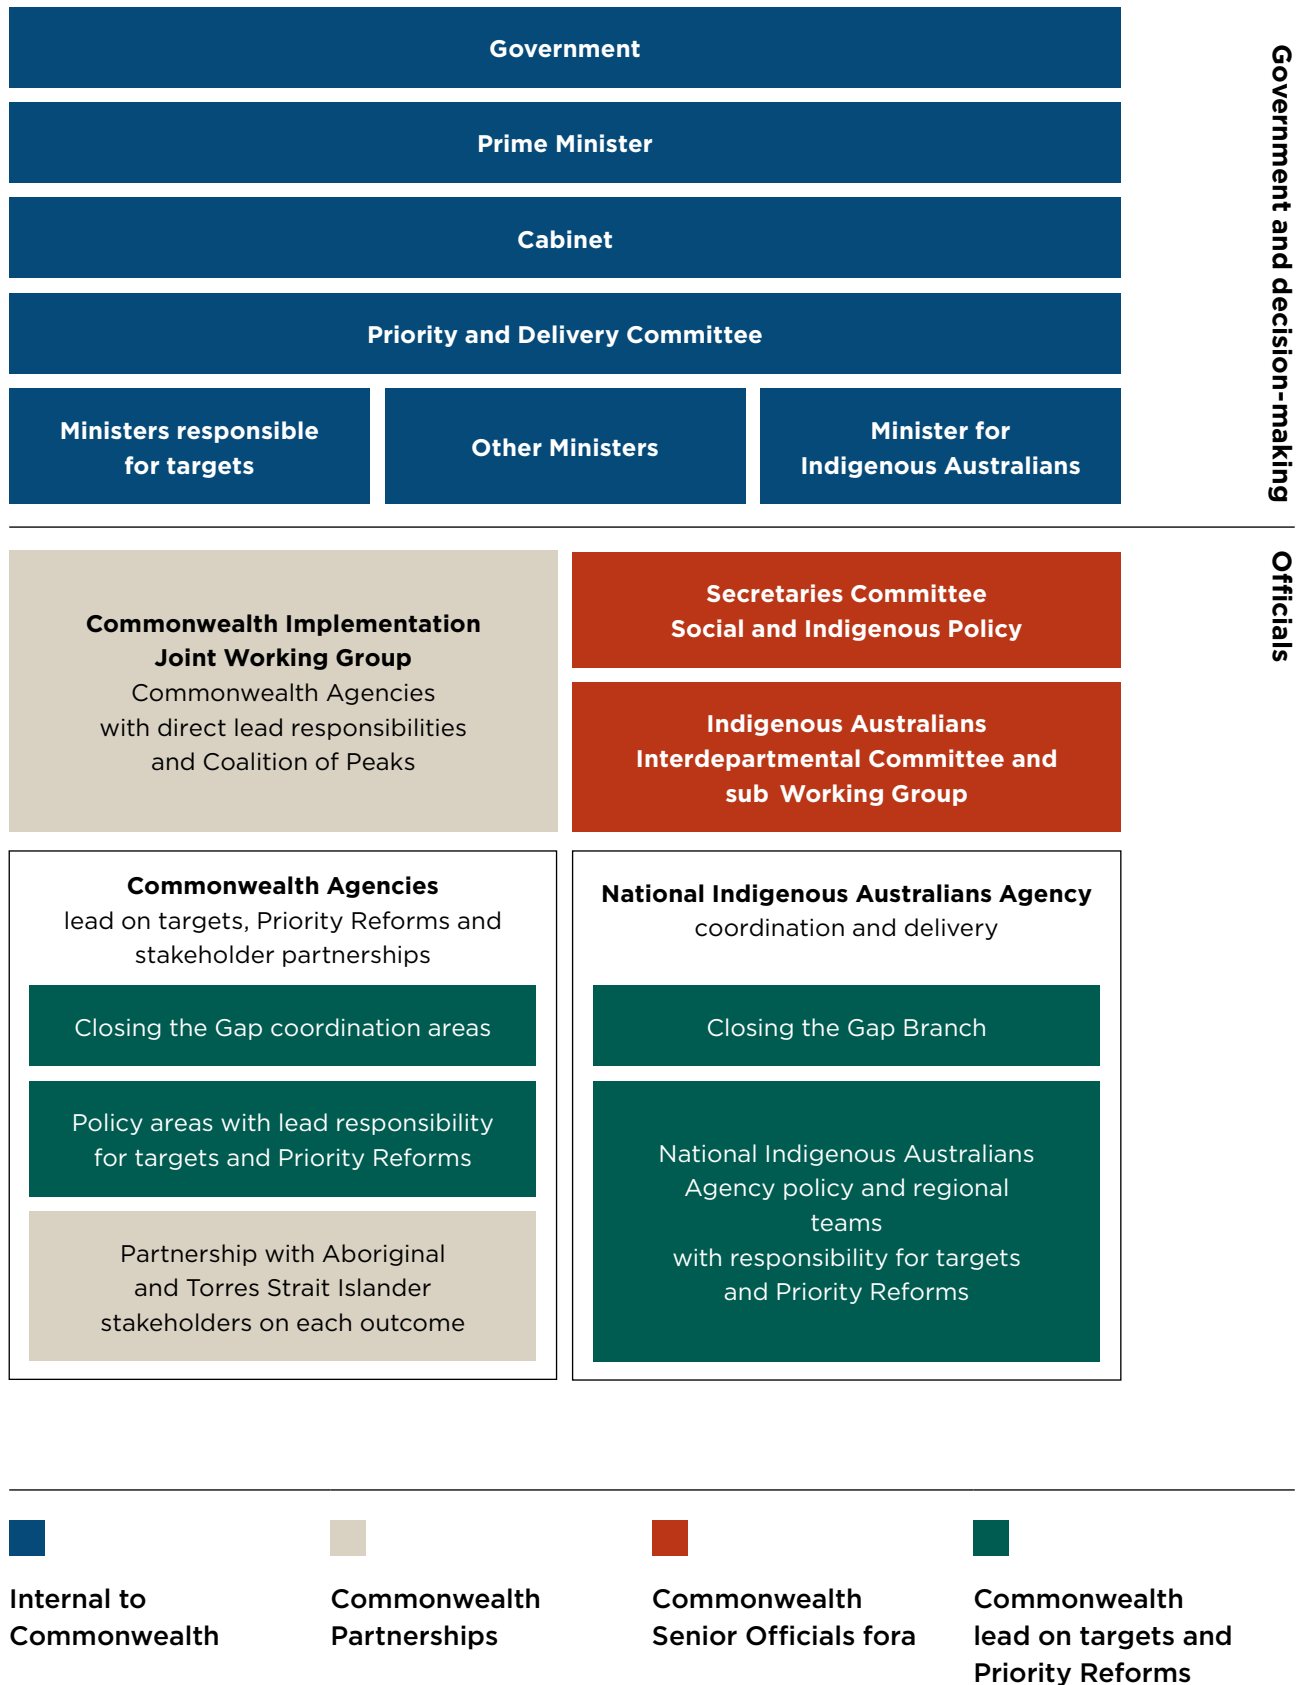 Government
Prime Minister
Cabinet
Priority and Delivery Committee
Ministers responsible
for targets
Other Ministers
Minister for
Indigenous Australians
Government and decision-making
Commonwealth Implementation
Joint Working Group
Commonwealth Agencies
with direct lead responsibilities
and Coalition of Peaks
Secretaries Committee
Social and Indigenous Policy
Indigenous Australians
Interdepartmental Committee and
sub Working Group
Officials
Commonwealth Agencies
lead on targets, Priority Reforms and
stakeholder partnerships
Closing the Gap coordination areas
Policy areas with lead responsibility
for targets and Priority Reforms
Partnership with Aboriginal
and Torres Strait Islander
stakeholders on each outcome
National Indigenous Australians Agency
coordination and delivery
Closing the Gap Branch
National Indigenous Australians
Agency policy and regional
teams
with responsibility for targets
and Priority Reforms
Internal to
Commonwealth
Commonwealth
Partnerships
Commonwealth
Senior Officials fora
Commonwealth
lead on targets and
Priority Reforms